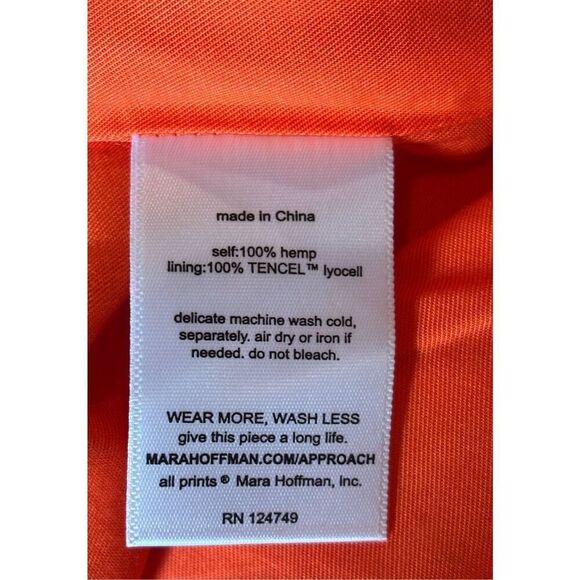 made in China
self:100% hemp
lining:100% TENCEL™ lyocell
delicate machine wash cold,
separately. air dry or iron if
needed. do not bleach.
WEAR MORE, WASH LESS
give this piece a long life.
MARAHOFFMAN.COM/APPROACH
all prints® Mara Hoffman, Inc.
RN 124749